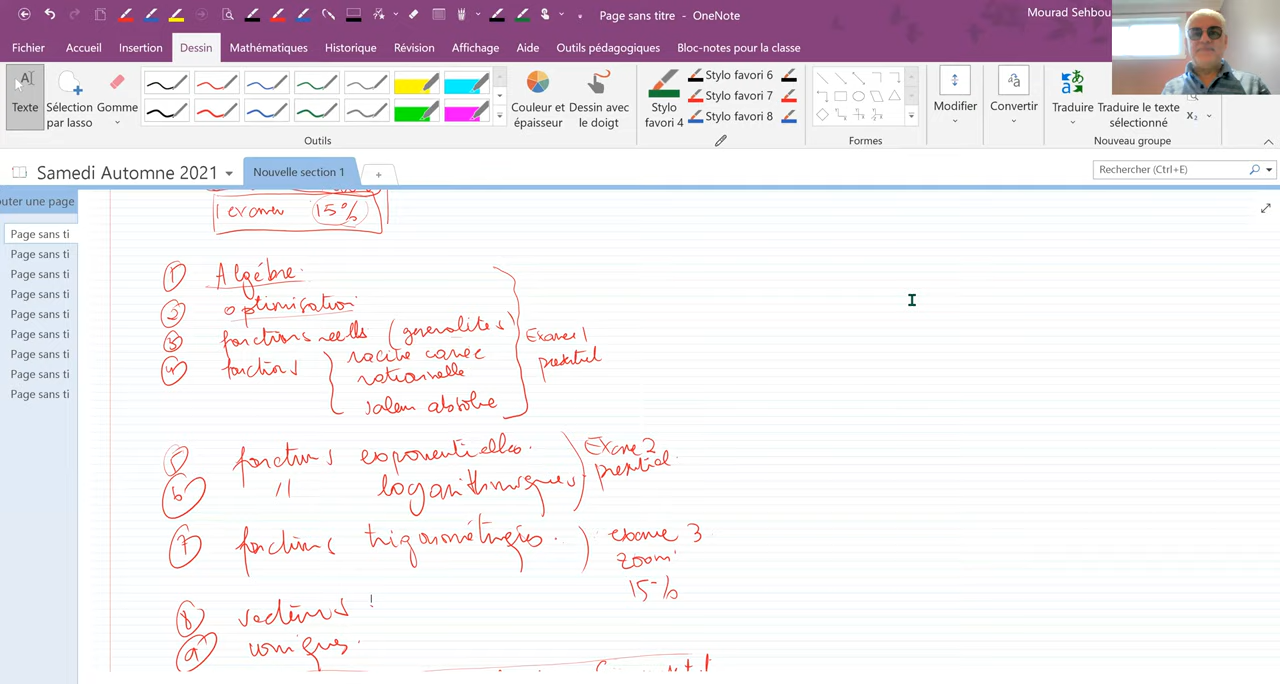 Page sans titre - OneNote
Mourad Sehbou
Fichier Accueil Insertion Dessin Mathématiques Historique Révision Affichage Aide Outils pédagogiques Bloc-notes pour la classe
Texte
Sélection par lasso
Gomme
Couleur et épaisseur
Dessin avec le doigt
Stylo favori 4
Stylo favori 6
Stylo favori 7
Stylo favori 8
Modifier
Convertir
Traduire
Traduire le texte sélectionné
Outils
Formes
Nouveau groupe
Samedi Automne 2021
Nouvelle section 1
Rechercher (Ctrl+E)
outer une page
Page sans ti
Page sans ti
Page sans ti
Page sans ti
Page sans ti
Page sans ti
Page sans ti
Page sans ti
Page sans ti
1 examen 15%
① Algèbre.
② optimisation
③ fonctions reells (generalites)
④ fonctions racine carrée
rationnelle
valeur absolue
Examen 1
présentiel
⑤ fonctions exponentielles.
⑥ " logarithmiques
Examen 2
présentiel.
⑦ fonctions trigonométriques.
examen 3
zoom
15%
⑧ vecteurs !
⑨ coniques.